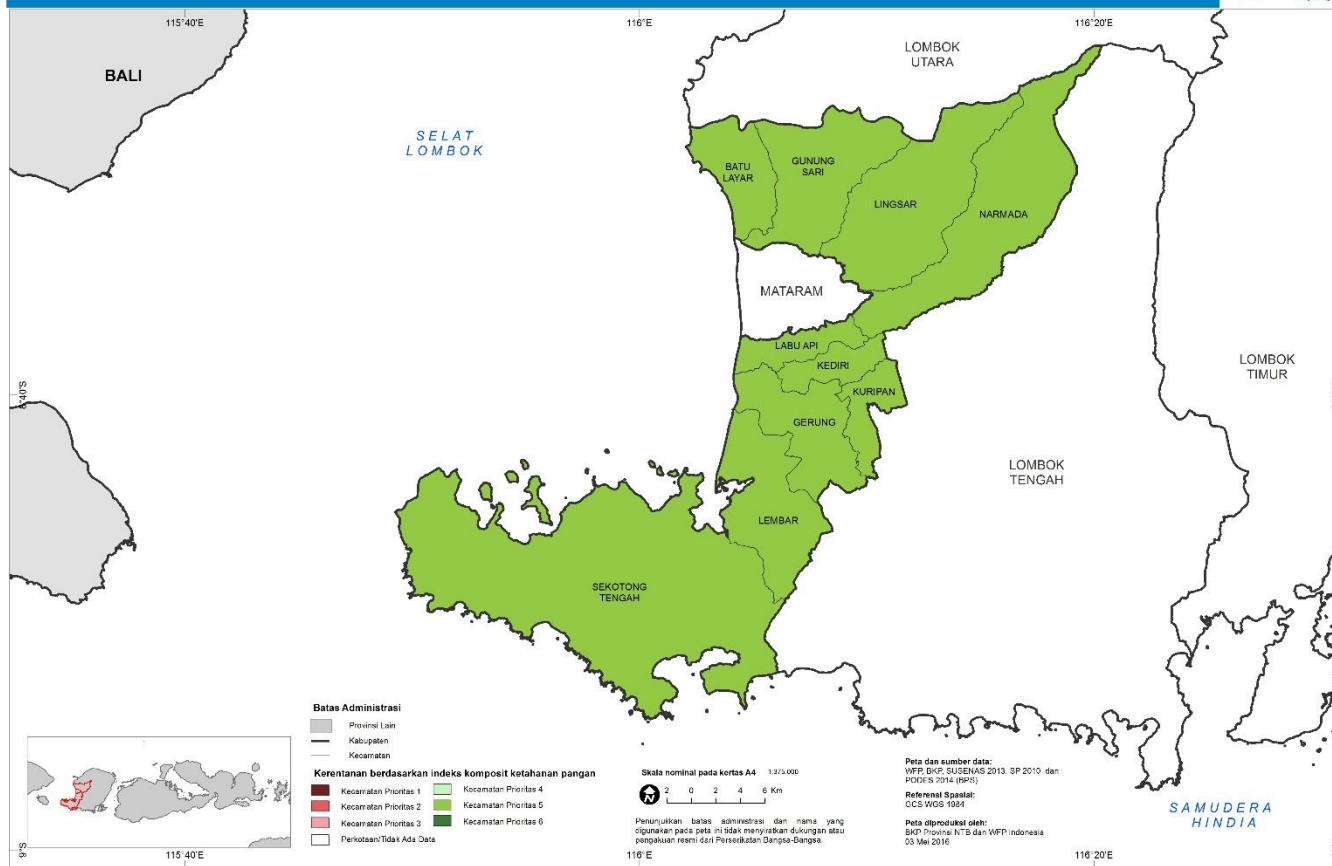 115°40'E
116°E
116°20'E
BALI
SELAT
LOMBOK
LOMBOK
UTARA
BATU
LAYAR
GUNUNG
SARI
LINGSAR
NARMADA
MATARAM
LABU API
KEDIRI
KURIPAN
GERUNG
LOMBOK
TIMUR
8°40'S
LOMBOK
TENGAH
LEMBAR
SEKOTONG
TENGAH
SAMUDERA
HINDIA
Batas Administrasi
Provinsi Lain
Kabupaten
Kecamatan
Kerentanan berdasarkan indeks komposit ketahanan pangan
Kecamatan Prioritas 1
Kecamatan Prioritas 2
Kecamatan Prioritas 3
Perkotaan/Tidak Ada Data
Kecamatan Prioritas 4
Kecamatan Prioritas 5
Kecamatan Prioritas 6
Skala nominal pada kertas A4 1:375.000
2 0 2 4 6 Km
Penunjukkan batas administrasi dan nama yang
digunakan pada peta ini tidak menyiratkan dukungan atau
pengakuan resmi dari Perserikatan Bangsa-Bangsa.
Peta dan sumber data:
WFP, BKP, SUSENAS 2013, SP 2010 dan
PODES 2014 (BPS)
Referensi Spasial:
GCS WGS 1984
Peta diproduksi oleh:
BKP Provinsi NTB dan WFP Indonesia
03 Mei 2016
9°S
115°40'E
116°E
116°20'E